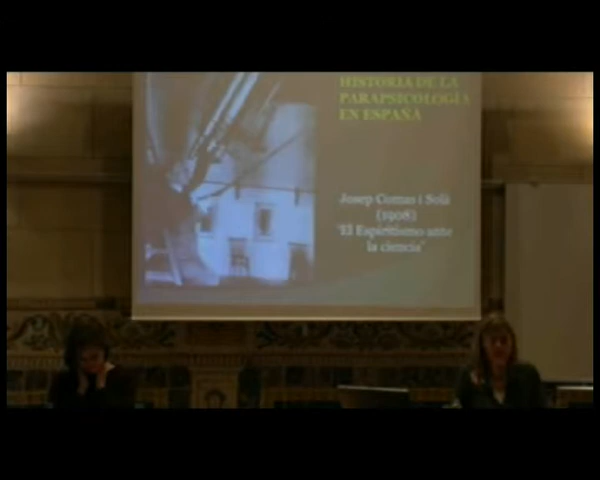 HISTORIA DE LA
PARAPSICOLOGÍA
EN ESPAÑA
Josep Comas i Solà
(1908)
'El Espiritismo ante
la ciencia'